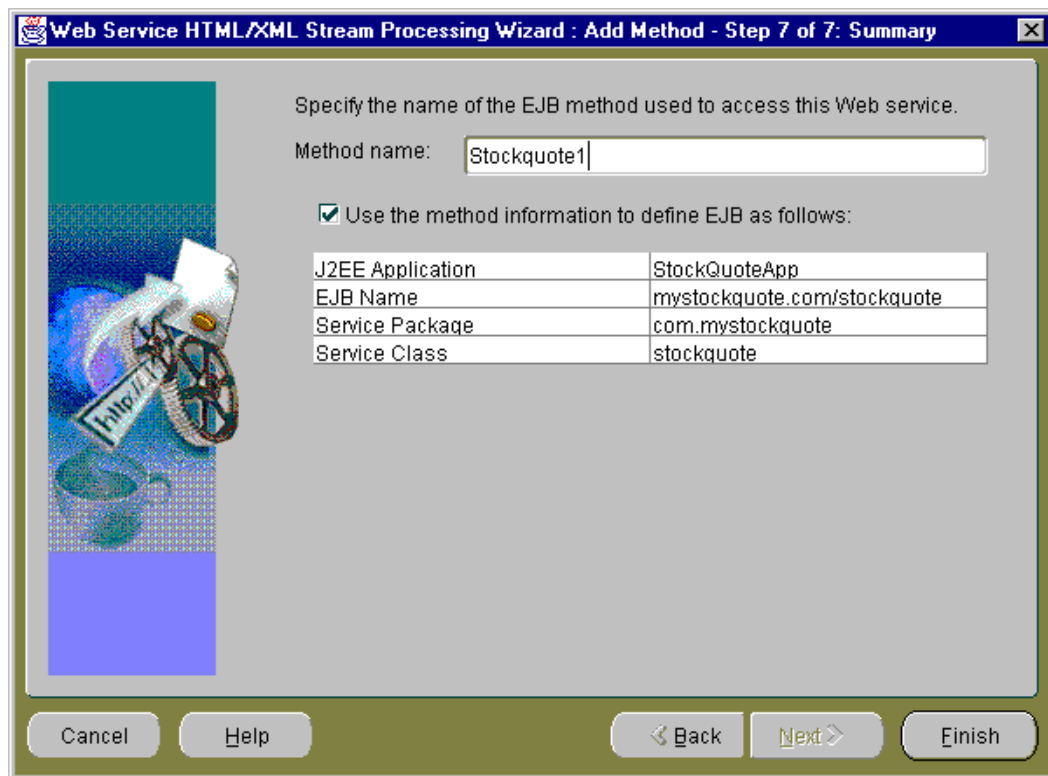 Web Service HTML/XML Stream Processing Wizard : Add Method - Step 7 of 7: Summary
Specify the name of the EJB method used to access this Web service.
Method name: Stockquote1
Use the method information to define EJB as follows:
J2EE Application StockQuoteApp
EJB Name mystockquote.com/stockquote
Service Package com.mystockquote
Service Class stockquote
http://
Cancel Help Back Next Finish